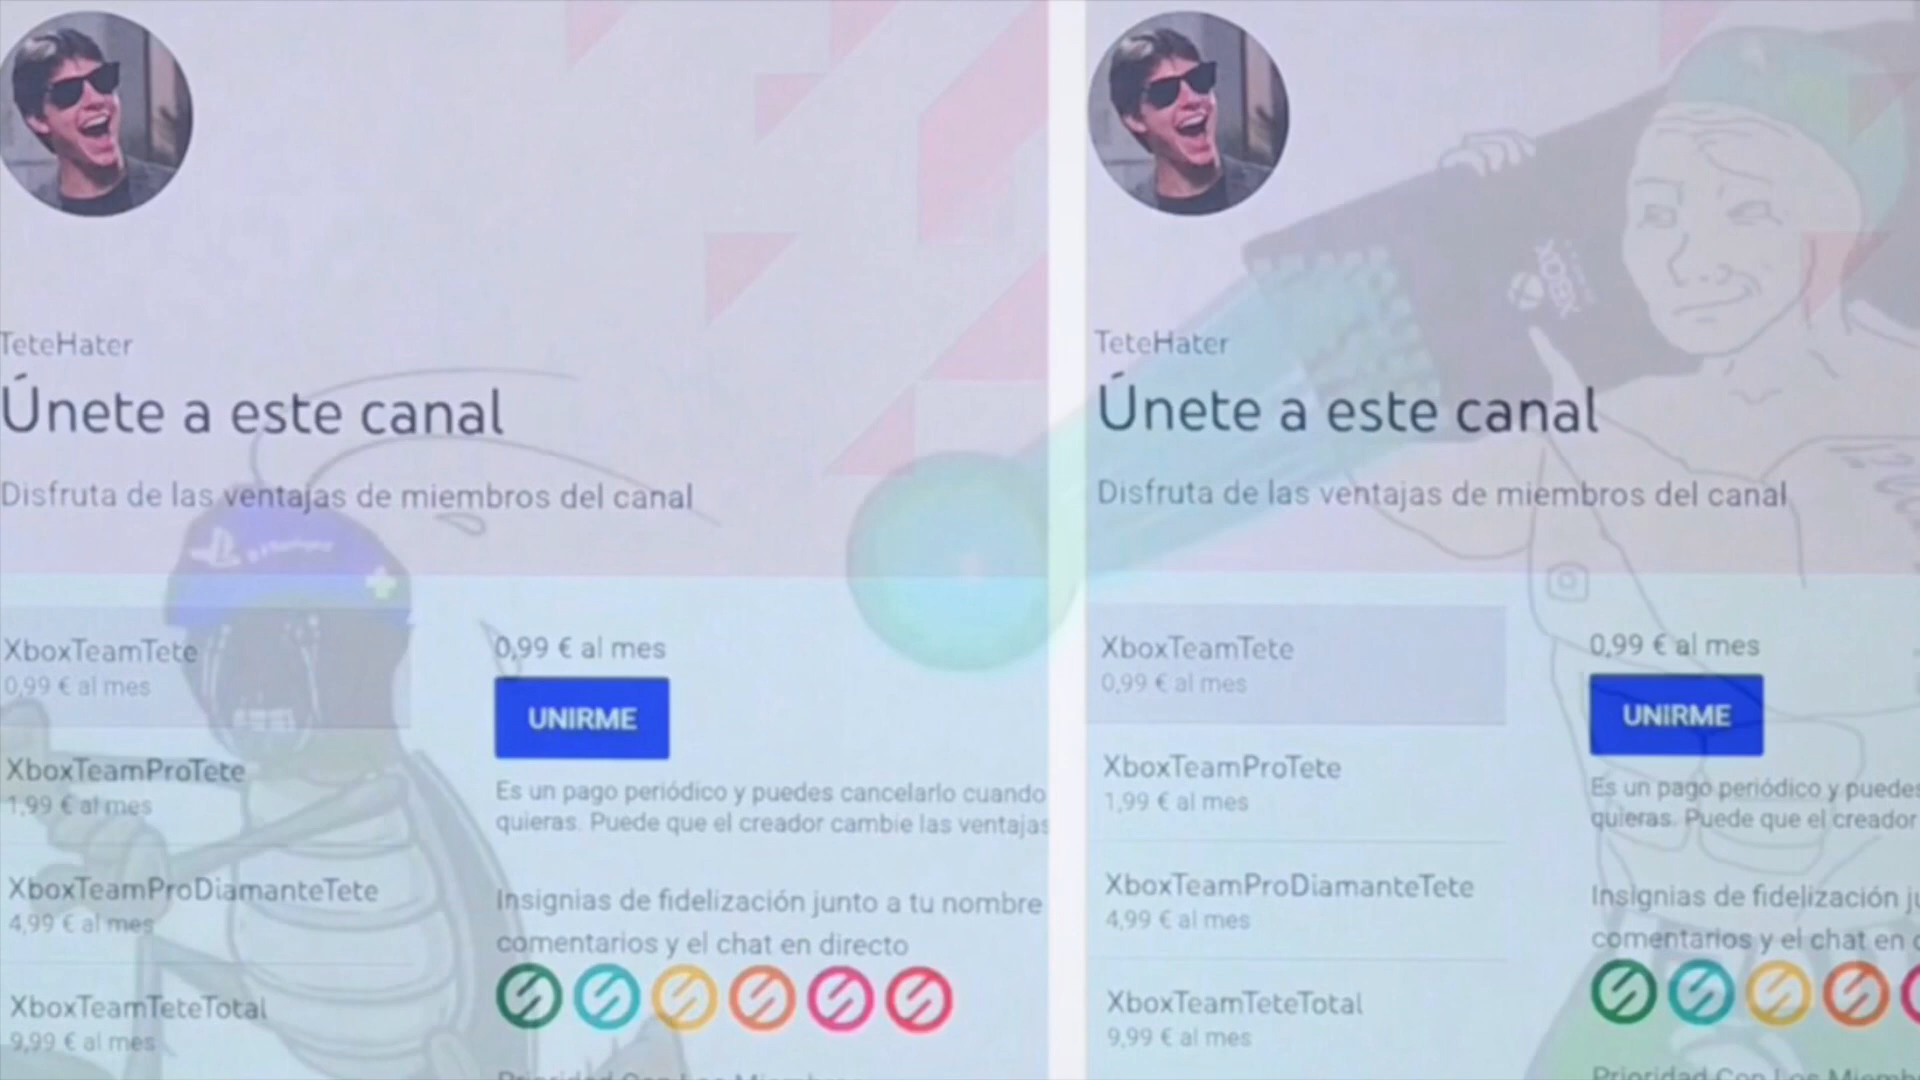 TeteHater
Únete a este canal
Disfruta de las ventajas de miembros del canal
XboxTeamTete
0,99 € al mes
XboxTeamProTete
1,99 € al mes
XboxTeamProDiamanteTete
4,99 € al mes
XboxTeamTeteTotal
9,99 € al mes
0,99 € al mes
UNIRME
Es un pago periódico y puedes cancelarlo cuando
quieras. Puede que el creador cambie las ventajas
Insignias de fidelización junto a tu nombre
comentarios y el chat en directo
TeteHater
Únete a este canal
Disfruta de las ventajas de miembros del canal
XboxTeamTete
0,99 € al mes
XboxTeamProTete
1,99 € al mes
XboxTeamProDiamanteTete
4,99 € al mes
XboxTeamTeteTotal
9,99 € al mes
0,99 € al mes
UNIRME
Es un pago periódico y puedes
quieras. Puede que el creador
Insignias de fidelización
comentarios y el chat en
Prioridad Con Los
XBOX